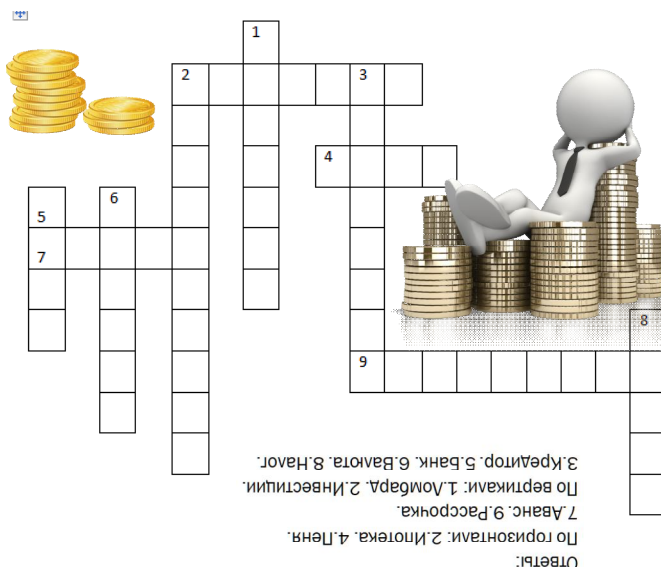 1
2
3
4
5
6
7
8
9
Ответы:
По горизонтали: 2.Ипотека. 4.Пеня.
7.Аванс. 9.Рассрочка.
По вертикали: 1.Ломбард. 2.Инвестиции.
3.Кредитор. 5.Банк. 6.Валюта. 8.Налог.